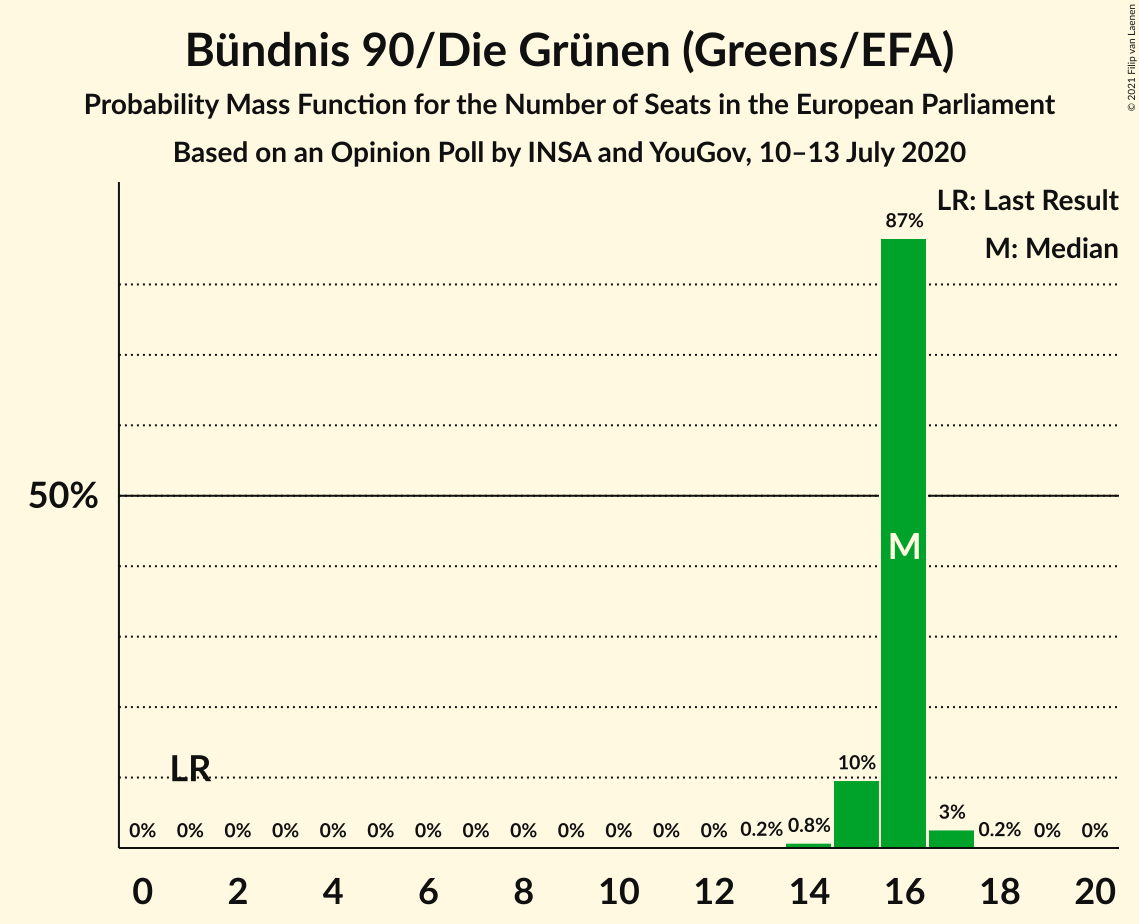 Bündnis 90/Die Grünen (Greens/EFA)
Probability Mass Function for the Number of Seats in the European Parliament
Based on an Opinion Poll by INSA and YouGov, 10–13 July 2020
© 2021 Filip van Laenen
LR: Last Result
M: Median
87%
50%
M
LR
10%
0% 0% 0% 0% 0% 0% 0% 0% 0% 0% 0% 0% 0% 0.2% 0.8% 3% 0.2% 0% 0%
0 2 4 6 8 10 12 14 16 18 20